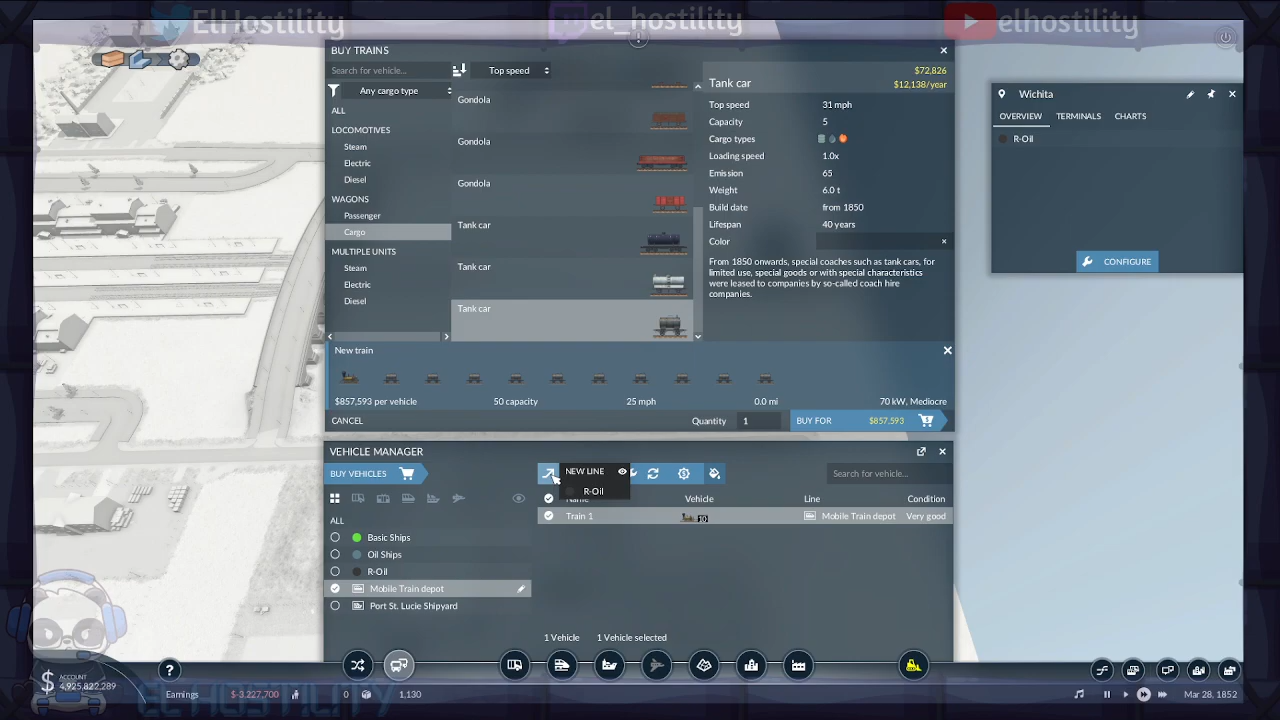 ElHostility
el_hostility
elhostility
BUY TRAINS
Search for vehicle...
Top speed
Any cargo type
ALL
LOCOMOTIVES
Steam
Electric
Diesel
WAGONS
Passenger
Cargo
MULTIPLE UNITS
Steam
Electric
Diesel
Gondola
Gondola
Gondola
Tank car
Tank car
Tank car
$72,826
Tank car
$12,138/year
Top speed 31 mph
Capacity 5
Cargo types
Loading speed 1.0x
Emission 65
Weight 6.0 t
Build date from 1850
Lifespan 40 years
Color
From 1850 onwards, special coaches such as tank cars, for
limited use, special goods or with special characteristics
were leased to companies by so-called coach hire
companies.
New train
$857,593 per vehicle 50 capacity 25 mph 0.0 mi 70 kW, Mediocre
CANCEL Quantity 1 BUY FOR $857,593
Wichita
OVERVIEW TERMINALS CHARTS
R-Oil
CONFIGURE
VEHICLE MANAGER
BUY VEHICLES
NEW LINE
R-Oil
Search for vehicle...
Vehicle Line Condition
Train 1 10 Mobile Train depot Very good
ALL
Basic Ships
Oil Ships
R-Oil
Mobile Train depot
Port St. Lucie Shipyard
1 Vehicle 1 Vehicle selected
?
$ ACCOUNT
4,925,822,289
Earnings $-3,227,700 0 1,130
Mar 28, 1852
EL HOSTILITY